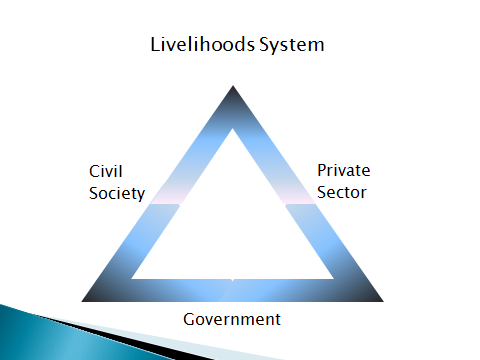 Livelihoods System
Civil
Society
Private
Sector
Government